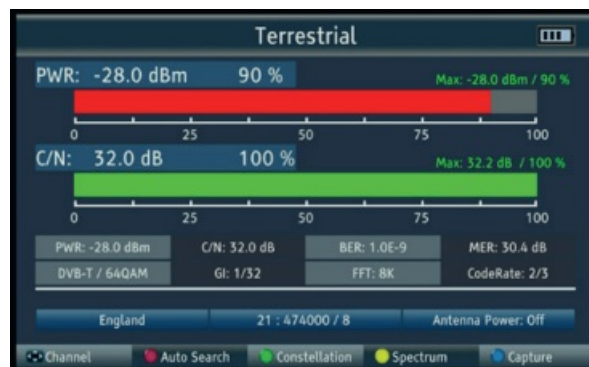 Terrestrial
PWR: -28.0 dBm 90 % Max: -28.0 dBm / 90 %
0 25 50 75 100
C/N: 32.0 dB 100 % Max: 32.2 dB / 100 %
0 25 50 75 100
PWR: -28.0 dBm C/N: 32.0 dB BER: 1.0E-9 MER: 30.4 dB
DVB-T / 64QAM GI: 1/32 FFT: 8K CodeRate: 2/3
England 21 : 474000 / 8 Antenna Power: Off
Channel Auto Search Constellation Spectrum Capture